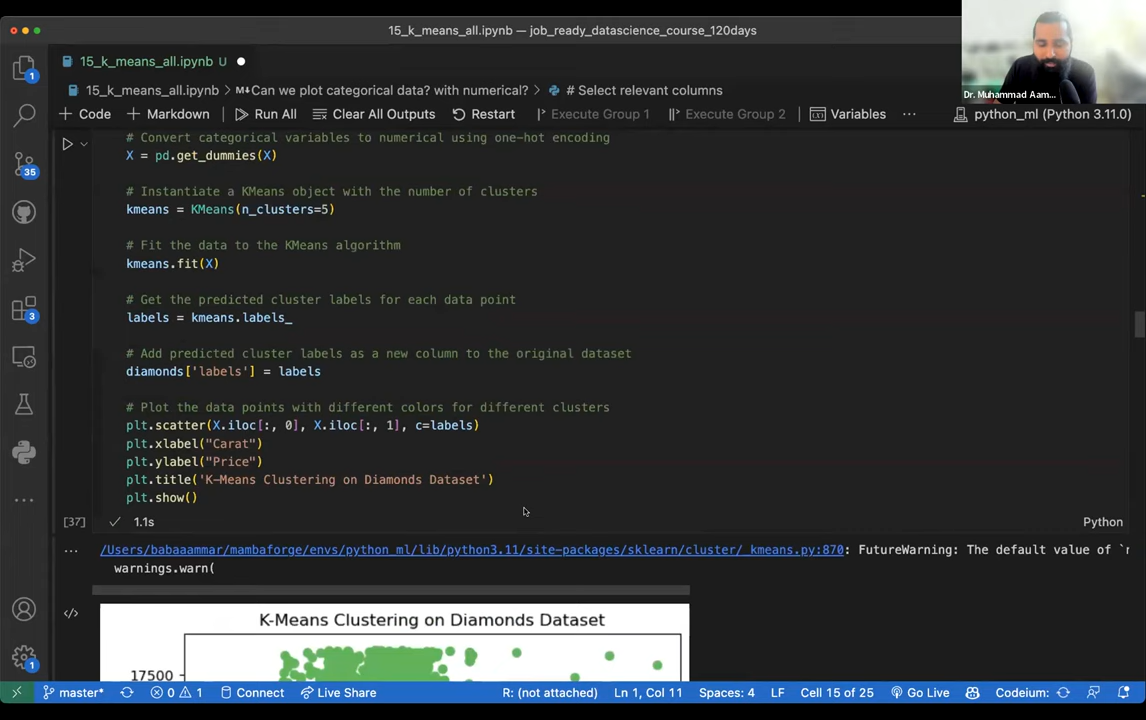 15_k_means_all.ipynb — job_ready_datascience_course_120days
15_k_means_all.ipynb U
15_k_means_all.ipynb > M↓Can we plot categorical data? with numerical? > # Select relevant columns
+ Code + Markdown Run All Clear All Outputs Restart Execute Group 1 Execute Group 2 Variables ··· python_ml (Python 3.11.0)
Dr. Muhammad Aam...
1
35
3
1
# Convert categorical variables to numerical using one-hot encoding
X = pd.get_dummies(X)
# Instantiate a KMeans object with the number of clusters
kmeans = KMeans(n_clusters=5)
# Fit the data to the KMeans algorithm
kmeans.fit(X)
# Get the predicted cluster labels for each data point
labels = kmeans.labels_
# Add predicted cluster labels as a new column to the original dataset
diamonds['labels'] = labels
# Plot the data points with different colors for different clusters
plt.scatter(X.iloc[:, 0], X.iloc[:, 1], c=labels)
plt.xlabel("Carat")
plt.ylabel("Price")
plt.title('K-Means Clustering on Diamonds Dataset')
plt.show()
[37] 1.1s Python
/Users/babaaammar/mambaforge/envs/python_ml/lib/python3.11/site-packages/sklearn/cluster/_kmeans.py:870: FutureWarning: The default value of `n
warnings.warn(
K-Means Clustering on Diamonds Dataset
17500
master* 0 1 Connect Live Share R: (not attached) Ln 1, Col 11 Spaces: 4 LF Cell 15 of 25 Go Live Codeium: